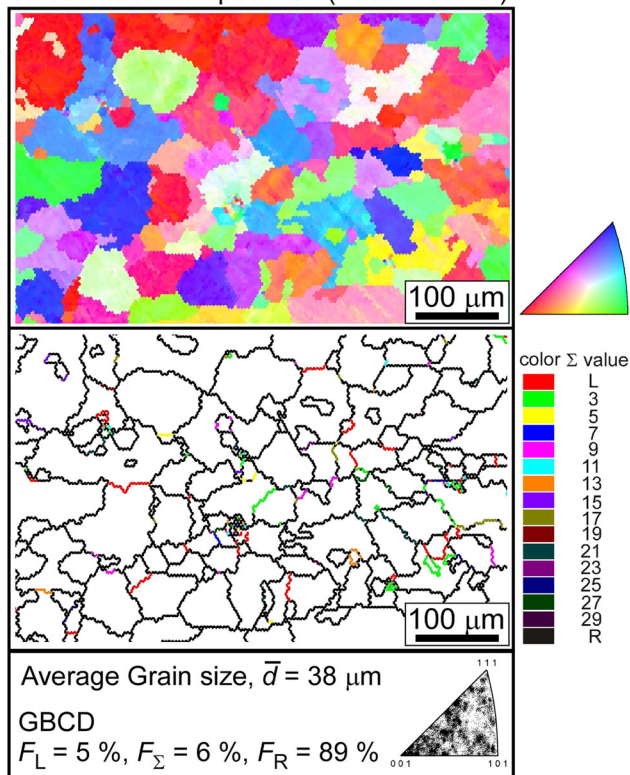 100 μm
color Σ value
L
3
5
7
9
11
13
15
17
19
21
23
25
27
29
R
100 μm
Average Grain size, d̅ = 38 μm
111
GBCD
F_L = 5 %, F_Σ = 6 %, F_R = 89 %
001 101